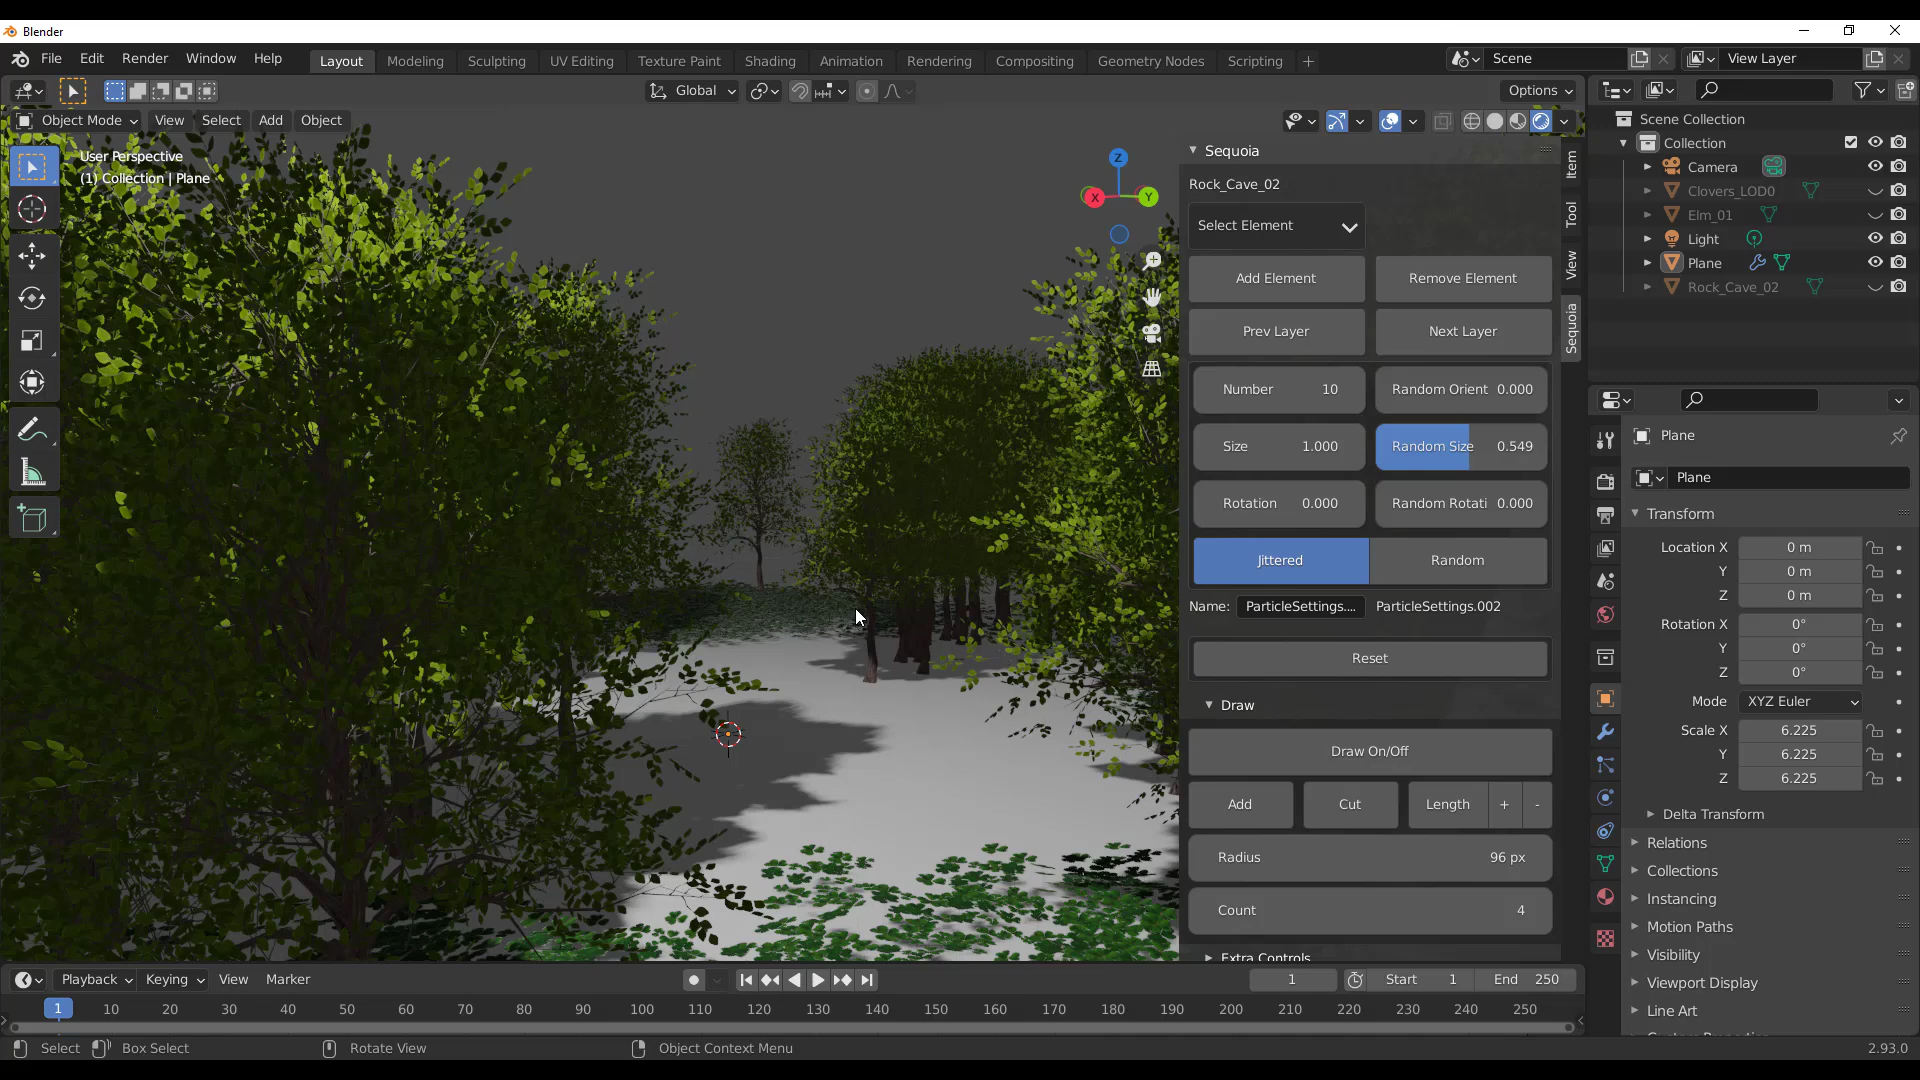 Blender
File Edit Render Window Help Layout Modeling Sculpting UV Editing Texture Paint Shading Animation Rendering Compositing Geometry Nodes Scripting + Scene View Layer
Global Options
Object Mode View Select Add Object
User Perspective
(1) Collection | Plane
Z
X Y
Sequoia
Rock_Cave_02
Select Element
Add Element Remove Element
Prev Layer Next Layer
Number 10 Random Orient 0.000
Size 1.000 Random Size 0.549
Rotation 0.000 Random Rotati 0.000
Jittered Random
Name: ParticleSettings.... ParticleSettings.002
Reset
Draw
Draw On/Off
Add Cut Length + -
Radius 96 px
Count 4
Extra Controls
Item
Tool
View
Sequoia
Scene Collection
Collection
Camera
Clovers_LOD0
Elm_01
Light
Plane
Rock_Cave_02
Plane
Plane
Transform
Location X 0 m
Y 0 m
Z 0 m
Rotation X 0°
Y 0°
Z 0°
Mode XYZ Euler
Scale X 6.225
Y 6.225
Z 6.225
Delta Transform
Relations
Collections
Instancing
Motion Paths
Visibility
Viewport Display
Line Art
Custom Properties
Playback Keying View Marker 1 Start 1 End 250
1 10 20 30 40 50 60 70 80 90 100 110 120 130 140 150 160 170 180 190 200 210 220 230 240 250
Select Box Select Rotate View Object Context Menu 2.93.0